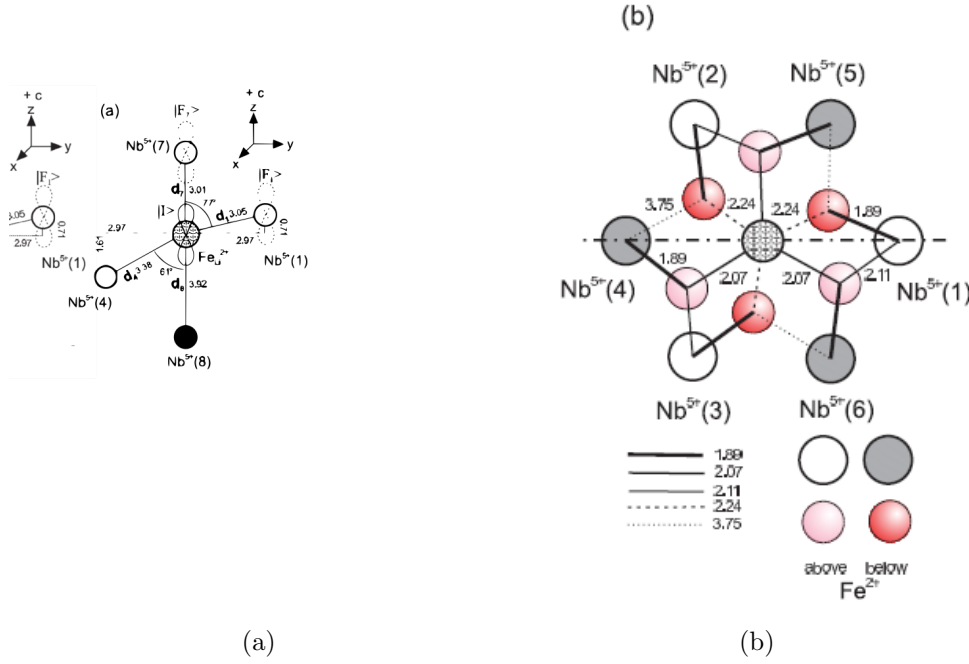 (b)
Nb⁵⁺(2)
Nb⁵⁺(5)
+ c
z
y
x
|F₁>
3.05
0.71
2.97
Nb⁵⁺(1)
(a)
|F₇>
+ c
z
y
x
Nb⁵⁺(7)
d₇ 3.01
|I>
77°
d₁ 3.05
|F₁>
0.71
2.97
2.97
1.61
Fe_Li²⁺
Nb⁵⁺(1)
d₄ 3.38
61°
d₈ 3.92
Nb⁵⁺(4)
Nb⁵⁺(8)
3.75
2.24
2.24
1.89
Nb⁵⁺(4)
1.89
2.07
2.07
2.11
Nb⁵⁺(1)
Nb⁵⁺(3)
Nb⁵⁺(6)
1.89
2.07
2.11
2.24
3.75
above
below
Fe²⁺
(a)
(b)